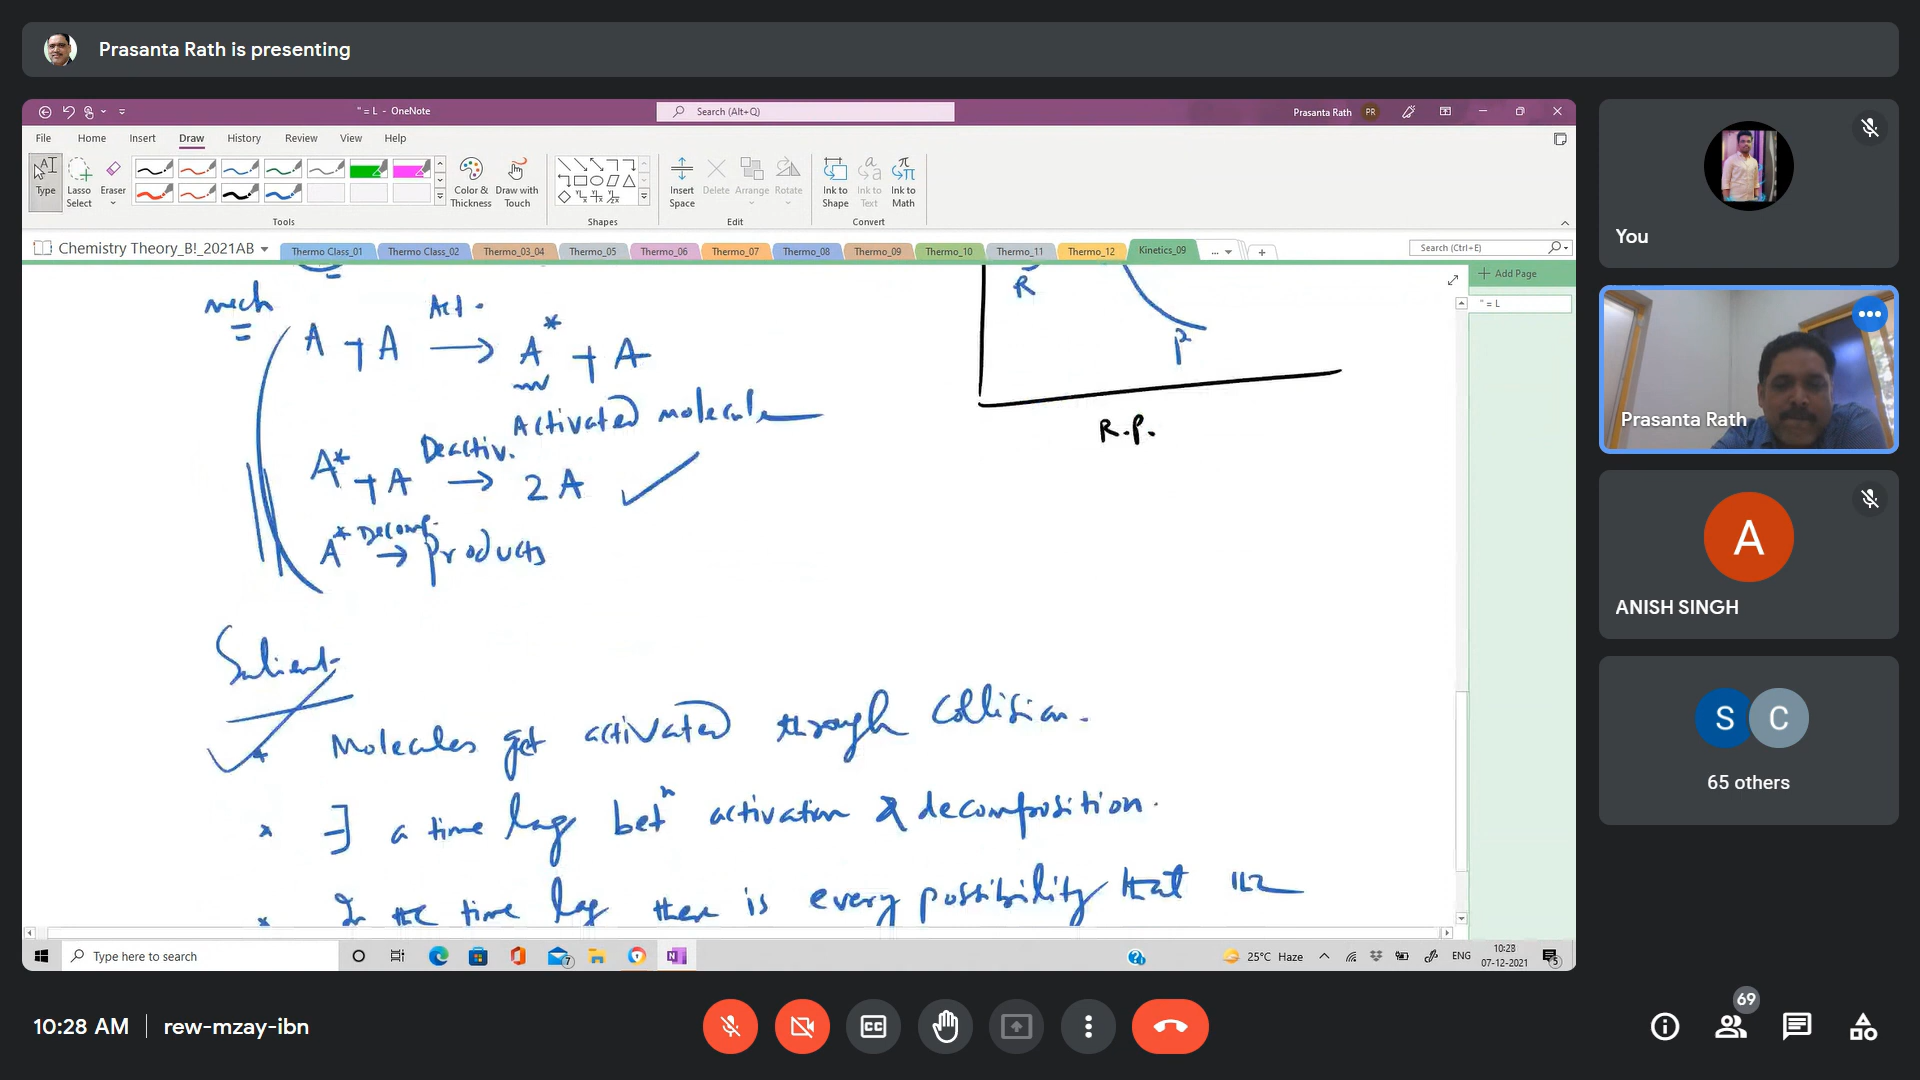 Prasanta Rath is presenting
" = L - OneNote
Search (Alt+Q)
Prasanta Rath PR
File Home Insert Draw History Review View Help
Type
Lasso Select
Eraser
Color & Thickness
Draw with Touch
Insert Space
Delete
Arrange
Rotate
Ink to Shape
Ink to Text
Ink to Math
Tools Shapes Edit Convert
Chemistry Theory_B!_2021AB
Thermo Class_01 Thermo Class_02 Thermo_03_04 Thermo_05 Thermo_06 Thermo_07 Thermo_08 Thermo_09 Thermo_10 Thermo_11 Thermo_12 Kinetics_09 ...
Search (Ctrl+E)
Add Page
" = L
mech
A + A Act. → A* + A
Activated molecule
A* + A Deactiv. → 2 A
A* Decomp. → Products
R
P
R.P.
Salient
* Molecules get activated through collision.
* ∃ a time lag betn activation & decomposition.
* In the time lag there is every possibility that
Type here to search
7
25°C Haze
ENG
10:28
07-12-2021
5
You
Prasanta Rath
A
ANISH SINGH
S C
65 others
10:28 AM rew-mzay-ibn
CC
69